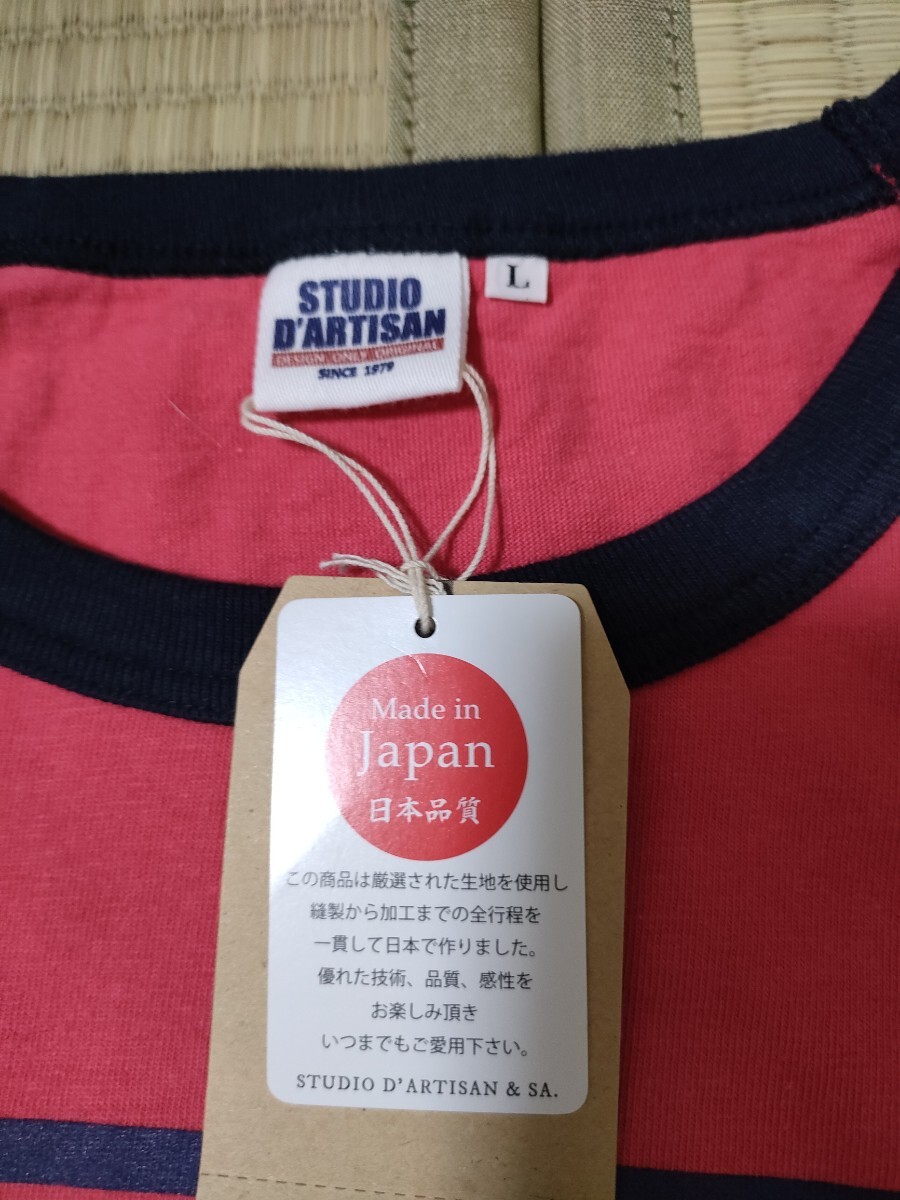 STUDIO
D'ARTISAN
DESIGN ONLY ORIGINAL
SINCE 1979
L
Made in
Japan
日本品質
この商品は厳選された生地を使用し
縫製から加工までの全行程を
一貫して日本で作りました。
優れた技術、品質、感性を
お楽しみ頂き
いつまでもご愛用下さい。
STUDIO D'ARTISAN & SA.